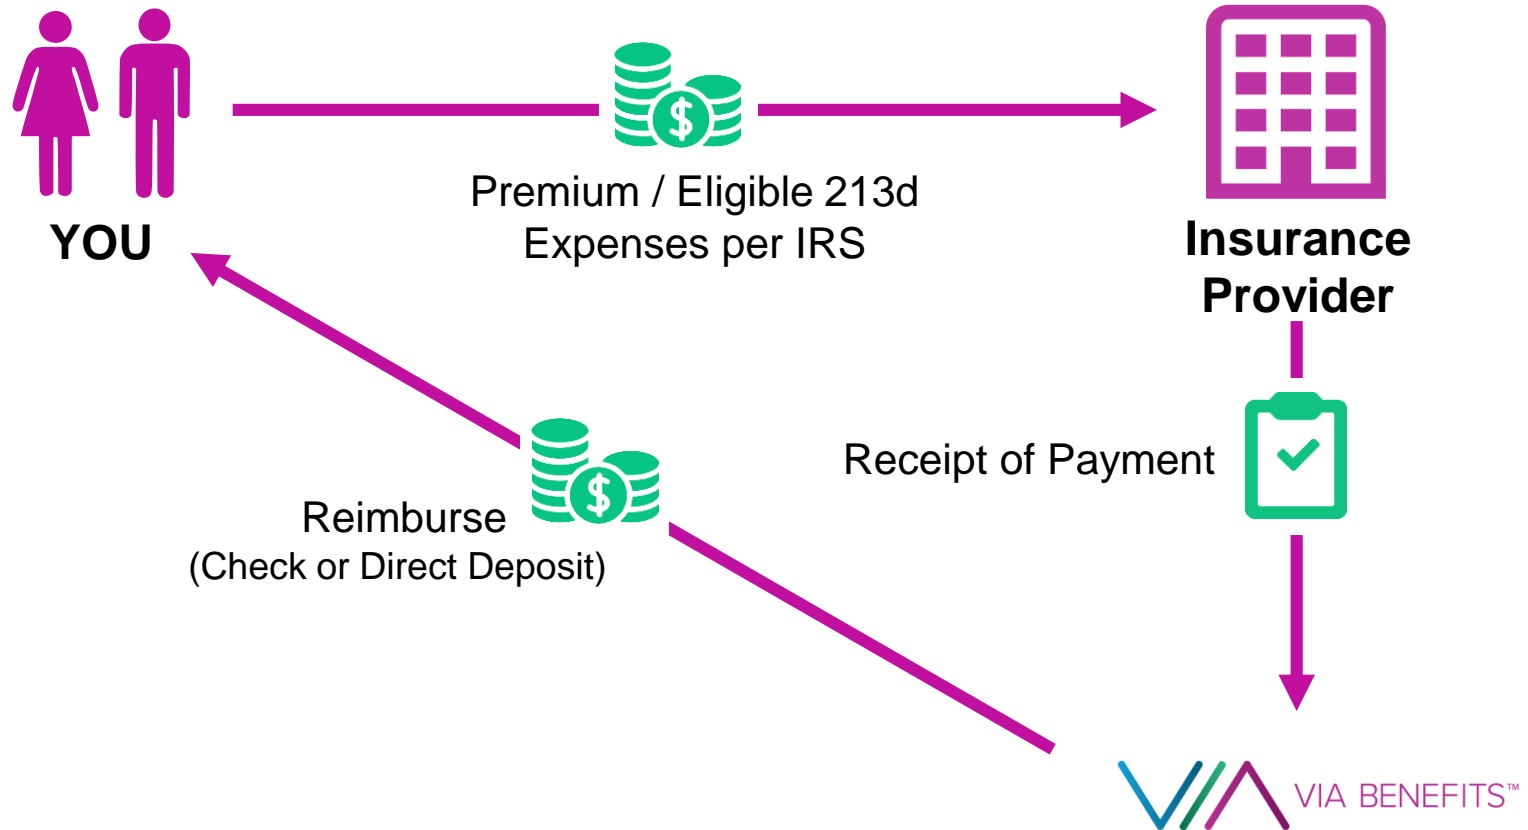 Premium / Eligible 213d
Expenses per IRS
YOU
Insurance
Provider
Receipt of Payment
Reimburse
(Check or Direct Deposit)
VIA VIA BENEFITS™